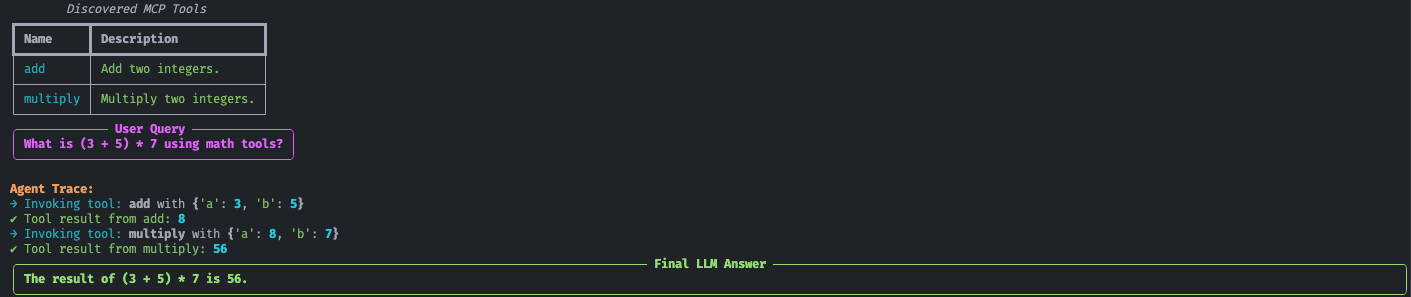 Discovered MCP Tools
Name Description
add Add two integers.
multiply Multiply two integers.
User Query
What is (3 + 5) * 7 using math tools?
Agent Trace:
→ Invoking tool: add with {'a': 3, 'b': 5}
✔ Tool result from add: 8
→ Invoking tool: multiply with {'a': 8, 'b': 7}
✔ Tool result from multiply: 56
Final LLM Answer
The result of (3 + 5) * 7 is 56.